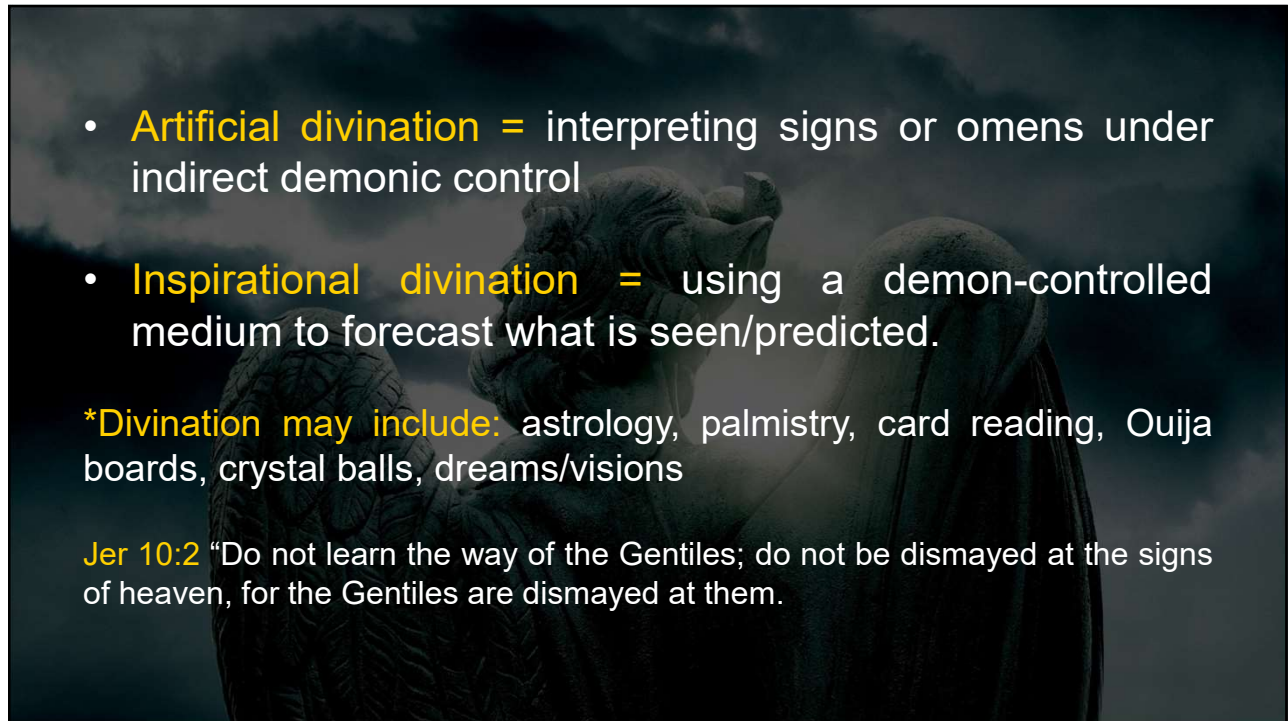 • Artificial divination = interpreting signs or omens under
indirect demonic control
• Inspirational divination = using a demon-controlled
medium to forecast what is seen/predicted.
*Divination may include: astrology, palmistry, card reading, Ouija
boards, crystal balls, dreams/visions
Jer 10:2 “Do not learn the way of the Gentiles; do not be dismayed at the signs
of heaven, for the Gentiles are dismayed at them.